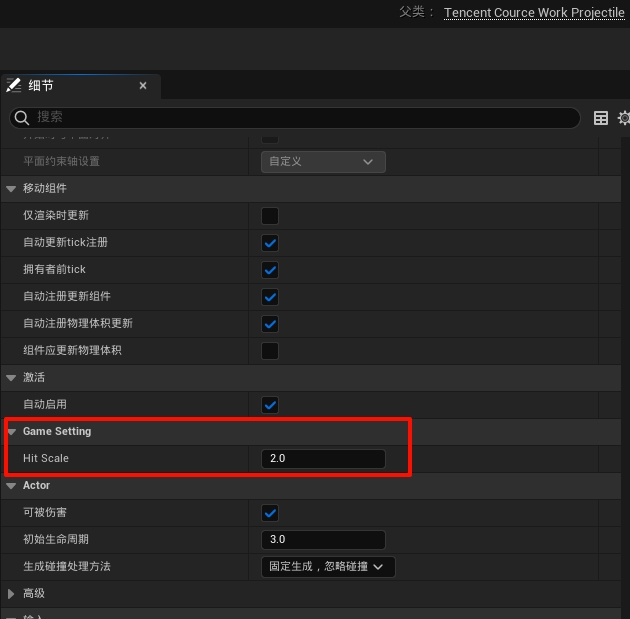 父类： Tencent Cource Work Projectile
细节
搜索
平面约束轴设置 自定义
移动组件
仅渲染时更新
自动更新tick注册
拥有者前tick
自动注册更新组件
自动注册物理体积更新
组件应更新物理体积
激活
自动启用
Game Setting
Hit Scale 2.0
Actor
可被伤害
初始生命周期 3.0
生成碰撞处理方法 固定生成，忽略碰撞
高级